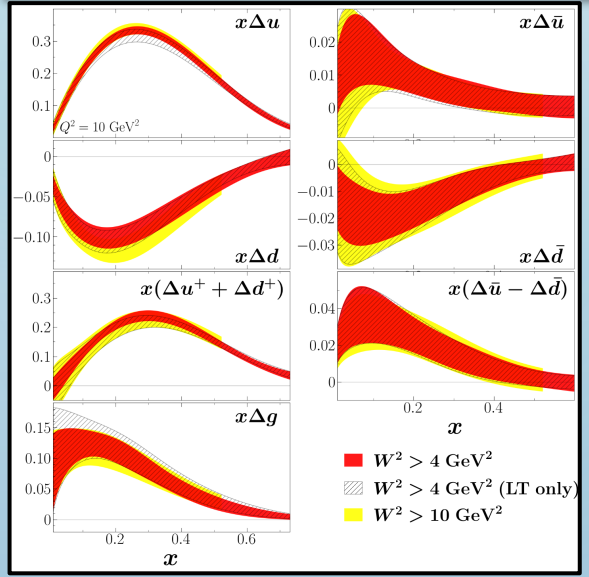 xΔu
0.3
0.2
0.1
Q² = 10 GeV²
xΔū
0.02
0.01
0
xΔd
0
−0.05
−0.10
xΔd̄
0
−0.01
−0.02
−0.03
x(Δu⁺ + Δd⁺)
0.3
0.2
0.1
0
x(Δū − Δd̄)
0.04
0.02
0
0.2 0.4
x
xΔg
0.15
0.10
0.05
0
0.2 0.4 0.6
x
W² > 4 GeV²
W² > 4 GeV² (LT only)
W² > 10 GeV²